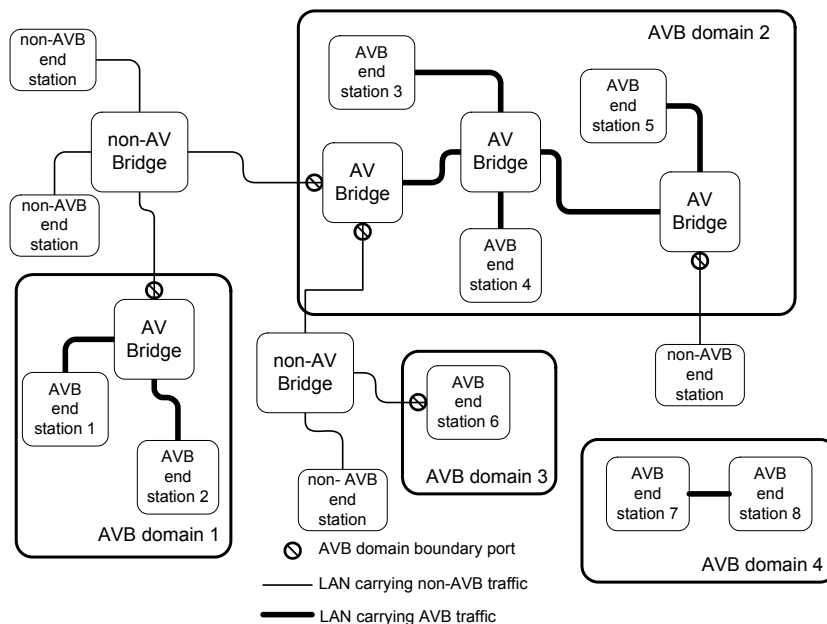 non-AVB
end
station
AVB domain 2
AVB
end
station 3
AVB
end
station 5
non-AV
Bridge
AV
Bridge
AV
Bridge
AV
Bridge
non-AVB
end
station
AVB
end
station 4
AV
Bridge
AVB
end
station 1
AVB
end
station 2
AVB domain 1
non-AV
Bridge
AVB
end
station 6
AVB domain 3
non-AVB
end
station
non- AVB
end
station
AVB
end
station 7
AVB
end
station 8
AVB domain 4
AVB domain boundary port
LAN carrying non-AVB traffic
LAN carrying AVB traffic